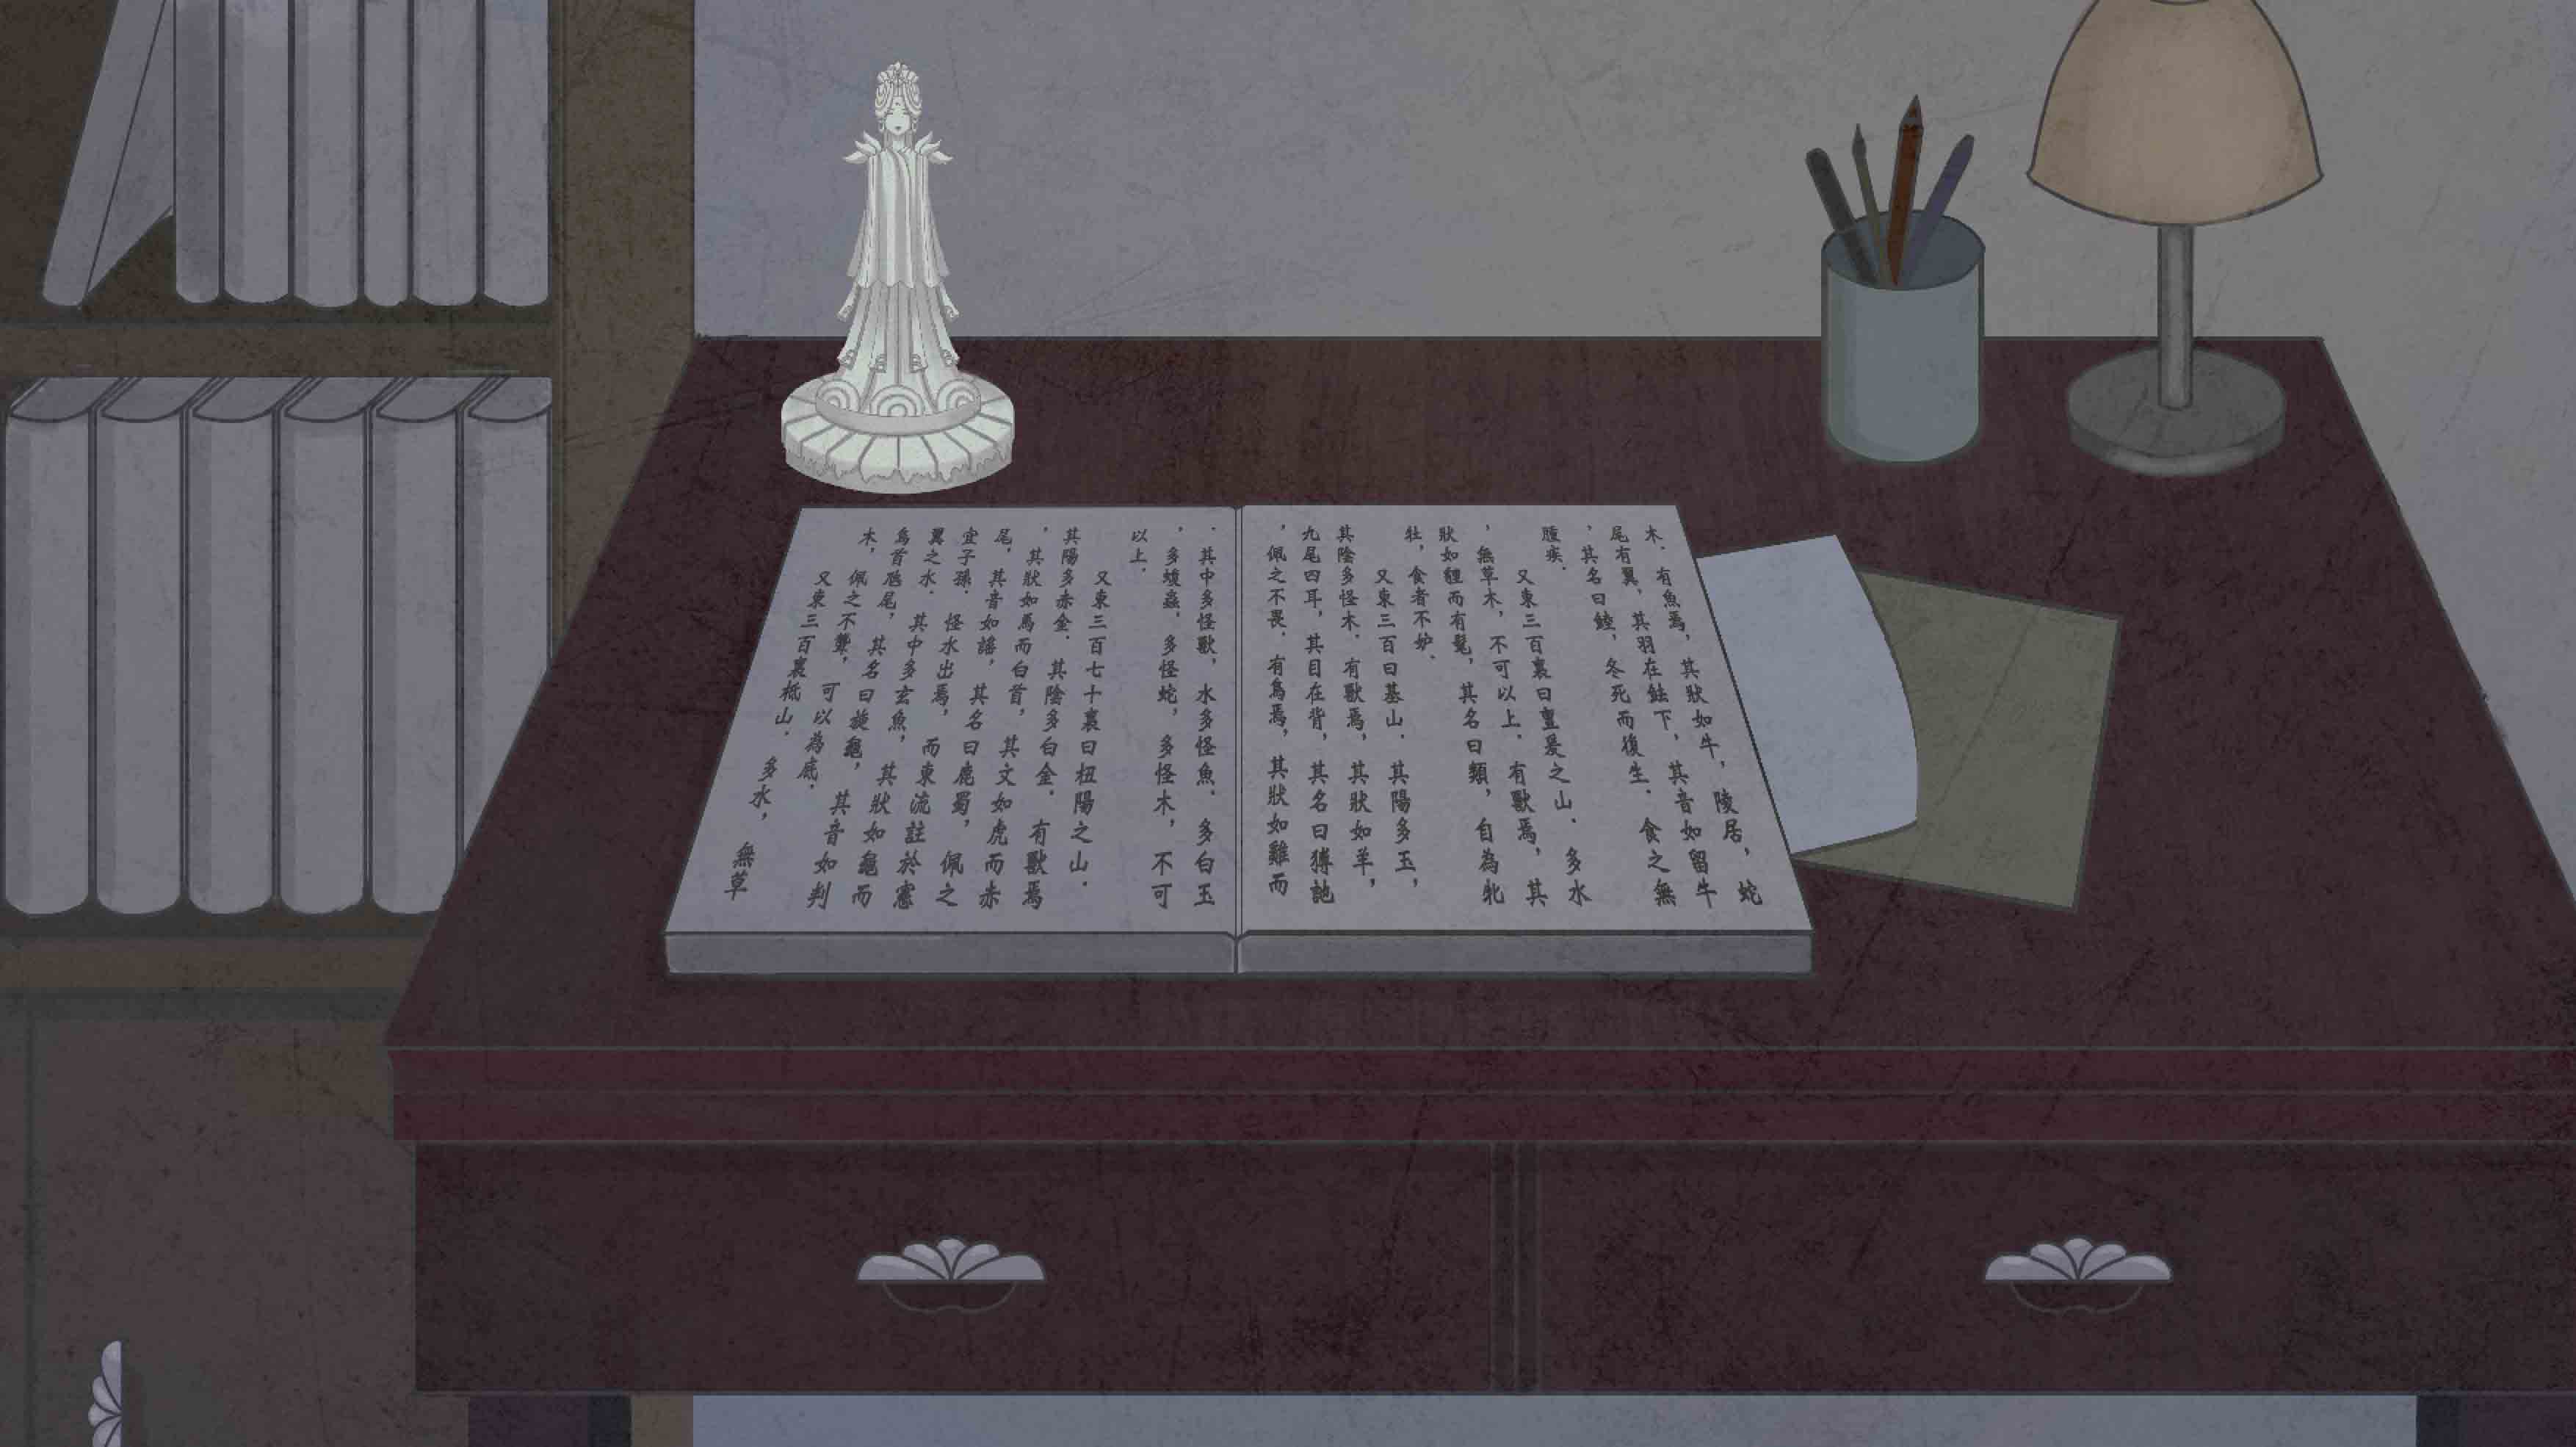 木．有魚焉，其狀如牛，陵居，蛇
尾有翼，其羽在鮭下，其音如留牛
，其名曰鯥，冬死而復生．食之無
腫疾．
又東三百裏曰亶爰之山．多水
，無草木，不可以上．有獸焉，其
狀如貍而有髦，其名曰類，自為牝
牡，食者不妒．
又東三百曰基山．其陽多玉，
其陰多怪木．有獸焉，其狀如羊，
九尾四耳，其目在背，其名曰猼訑
，佩之不畏．有鳥焉，其狀如雞而
．其中多怪獸，水多怪魚．多白玉
，多蝮蟲．多怪蛇，多怪木，不可
以上．
又東三百七十裏曰杻陽之山．
其陽多赤金．其陰多白金．有獸焉
，其狀如馬而白首，其文如虎而赤
尾，其音如謠，其名曰鹿蜀，佩之
宜子孫．怪水出焉，而東流註於憲
翼之水．其中多玄魚，其狀如龜而
鳥首虺尾，其名曰旋龜，其音如判
木，佩之不聾，可以為底．
又東三百裏柢山．多水，無草